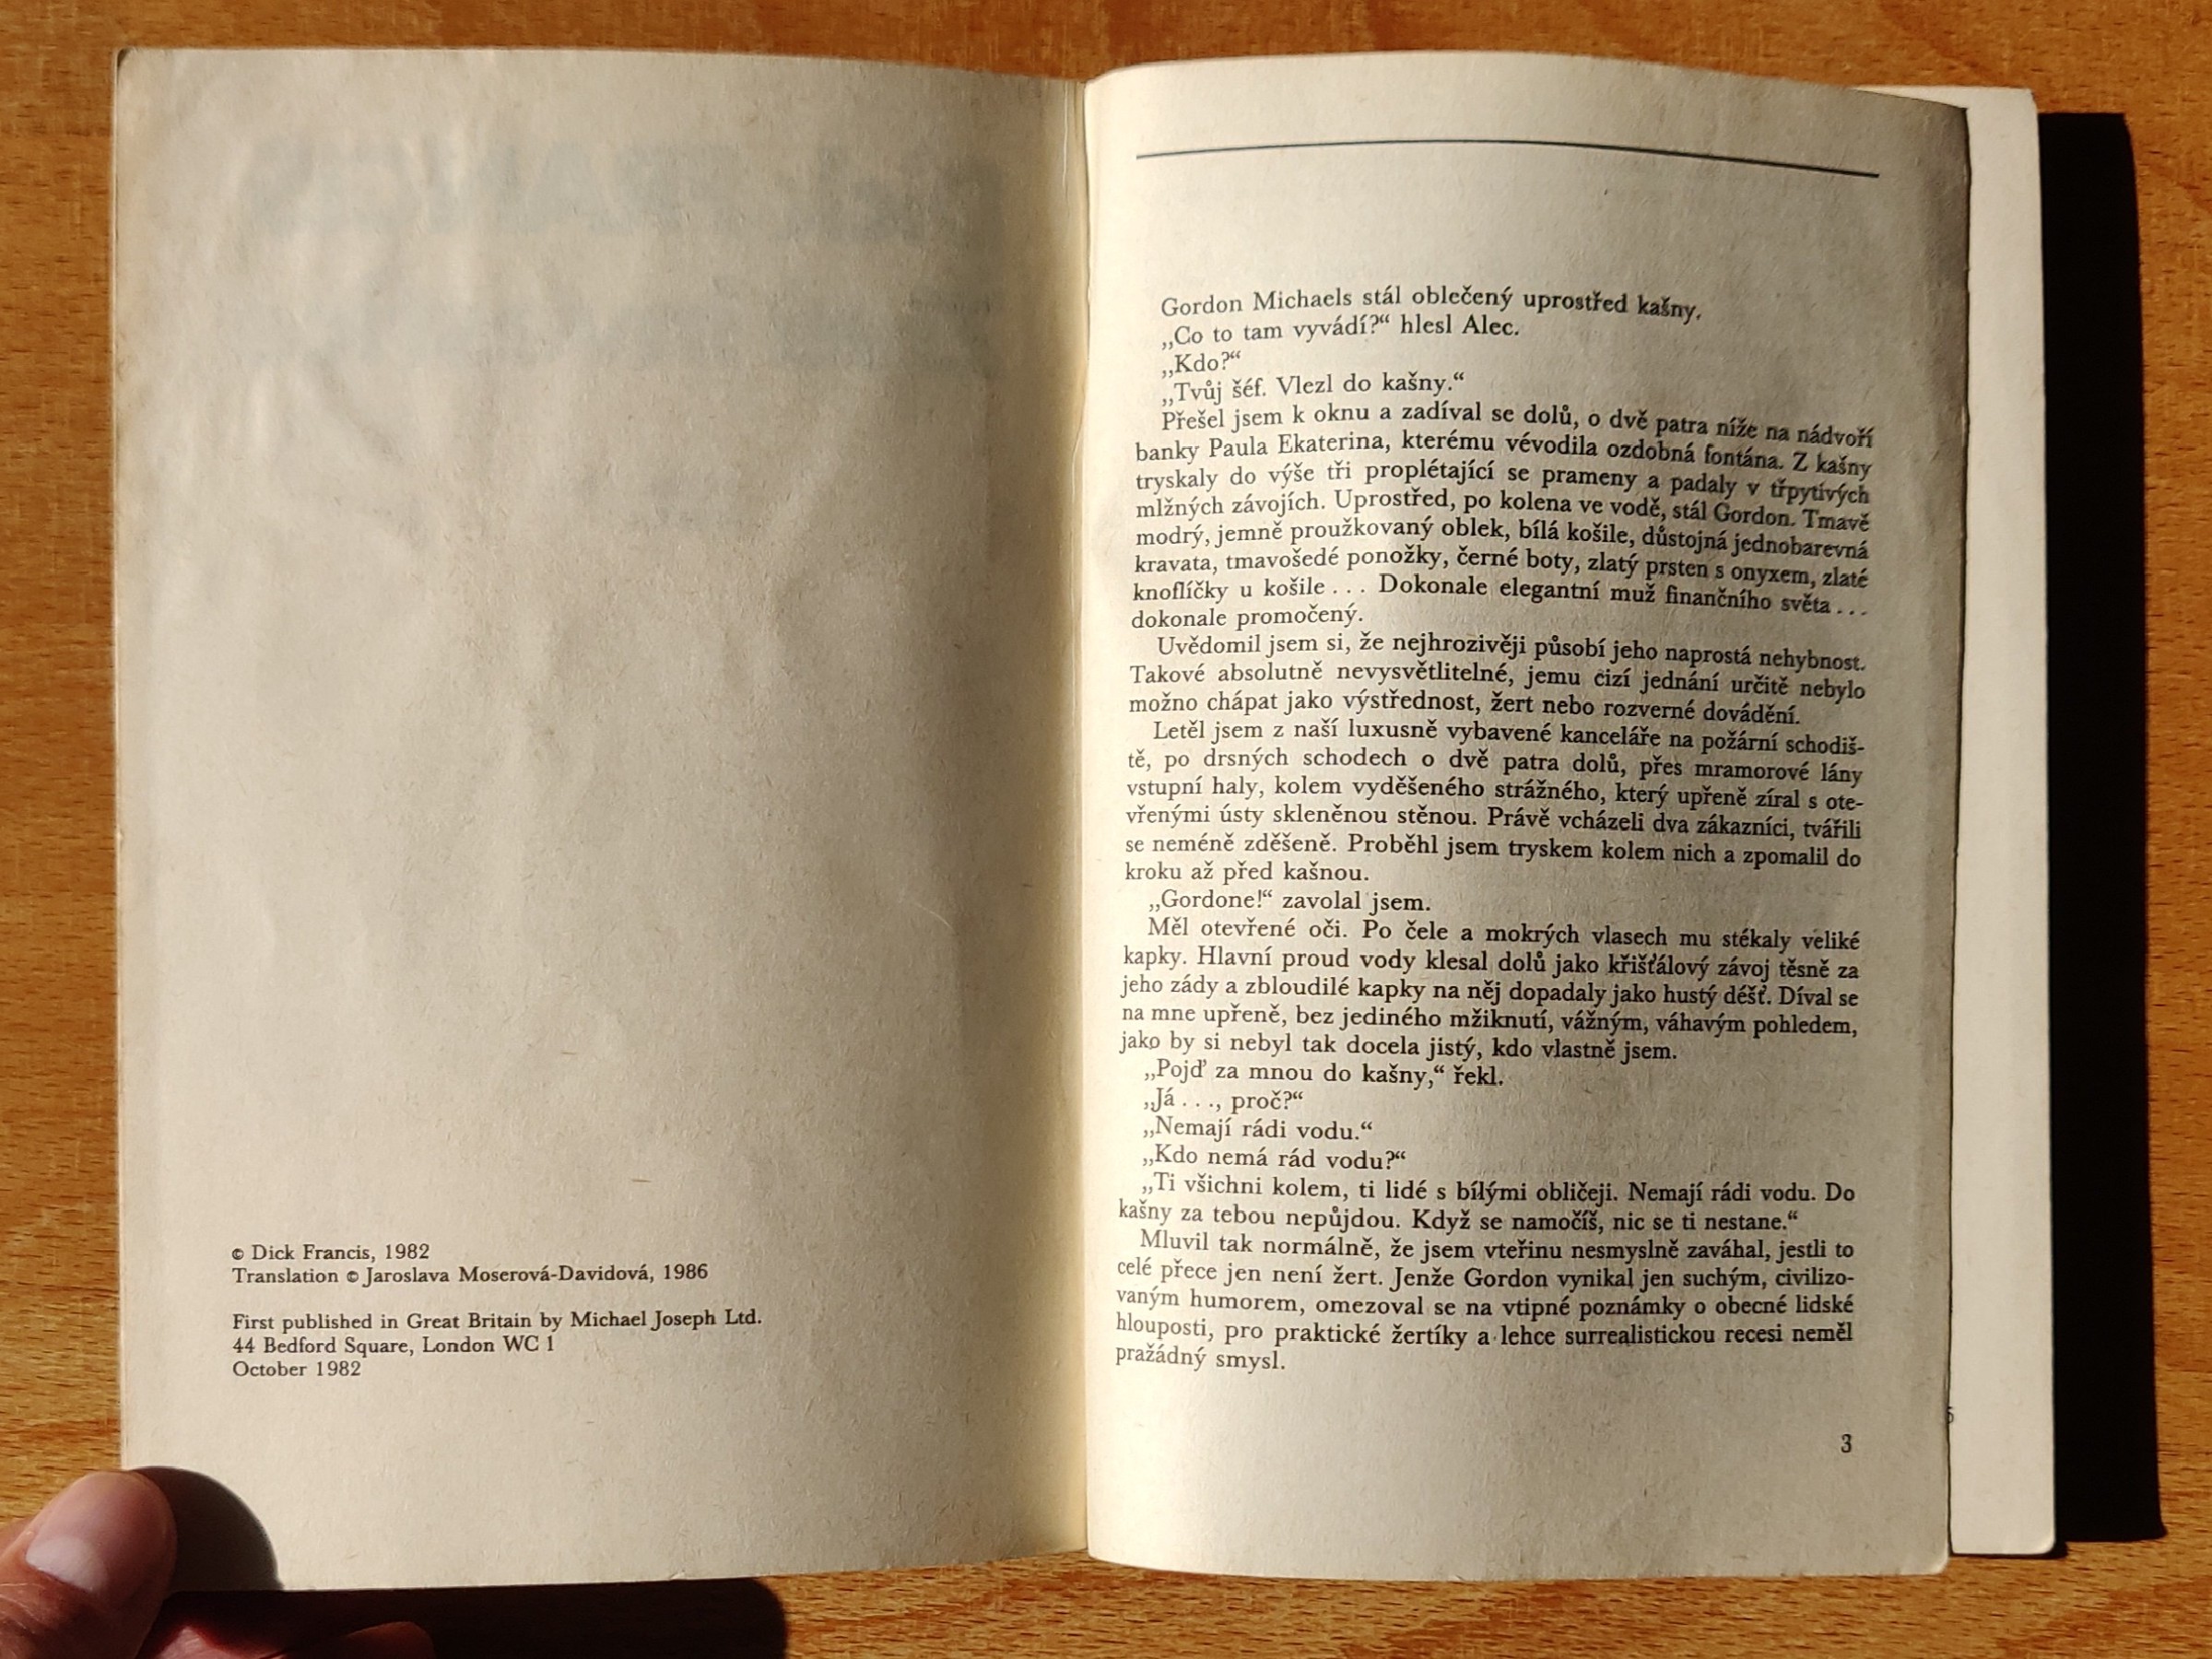 © Dick Francis, 1982
Translation © Jaroslava Moserová-Davidová, 1986
First published in Great Britain by Michael Joseph Ltd.
44 Bedford Square, London WC 1
October 1982
Gordon Michaels stál oblečený uprostřed kašny.
„Co to tam vyvádí?“ hlesl Alec.
„Kdo?“
„Tvůj šéf. Vlezl do kašny.“
Přešel jsem k oknu a zadíval se dolů, o dvě patra níže na nádvoří
banky Paula Ekaterina, kterému vévodila ozdobná fontána. Z kašny
tryskaly do výše tři proplétající se prameny a padaly v třpytivých
mlžných závojích. Uprostřed, po kolena ve vodě, stál Gordon. Tmavě
modrý, jemně proužkovaný oblek, bílá košile, důstojná jednobarevná
kravata, tmavošedé ponožky, černé boty, zlatý prsten s onyxem, zlaté
knoflíčky u košile . . . Dokonale elegantní muž finančního světa . . .
dokonale promočený.
Uvědomil jsem si, že nejhrozivěji působí jeho naprostá nehybnost.
Takové absolutně nevysvětlitelné, jemu cizí jednání určitě nebylo
možno chápat jako výstřednost, žert nebo rozverné dovádění.
Letěl jsem z naší luxusně vybavené kanceláře na požární schodiš-
tě, po drsných schodech o dvě patra dolů, přes mramorové lány
vstupní haly, kolem vyděšeného strážného, který upřeně zíral s ote-
vřenými ústy skleněnou stěnou. Právě vcházeli dva zákazníci, tvářili
se neméně zděšeně. Proběhl jsem tryskem kolem nich a zpomalil do
kroku až před kašnou.
„Gordone!“ zavolal jsem.
Měl otevřené oči. Po čele a mokrých vlasech mu stékaly veliké
kapky. Hlavní proud vody klesal dolů jako křišťálový závoj těsně za
jeho zády a zbloudilé kapky na něj dopadaly jako hustý déšť. Díval se
na mne upřeně, bez jediného mžiknutí, vážným, váhavým pohledem,
jako by si nebyl tak docela jistý, kdo vlastně jsem.
„Pojď za mnou do kašny,“ řekl.
„Já . . ., proč?“
„Nemají rádi vodu.“
„Kdo nemá rád vodu?“
„Ti všichni kolem, ti lidé s bílými obličeji. Nemají rádi vodu. Do
kašny za tebou nepůjdou. Když se namočíš, nic se ti nestane.“
Mluvil tak normálně, že jsem vteřinu nesmyslně zaváhal, jestli to
celé přece jen není žert. Jenže Gordon vynikal jen suchým, civilizo-
vaným humorem, omezoval se na vtipné poznámky o obecné lidské
hlouposti, pro praktické žertíky a lehce surrealistickou recesi neměl
pražádný smysl.
3